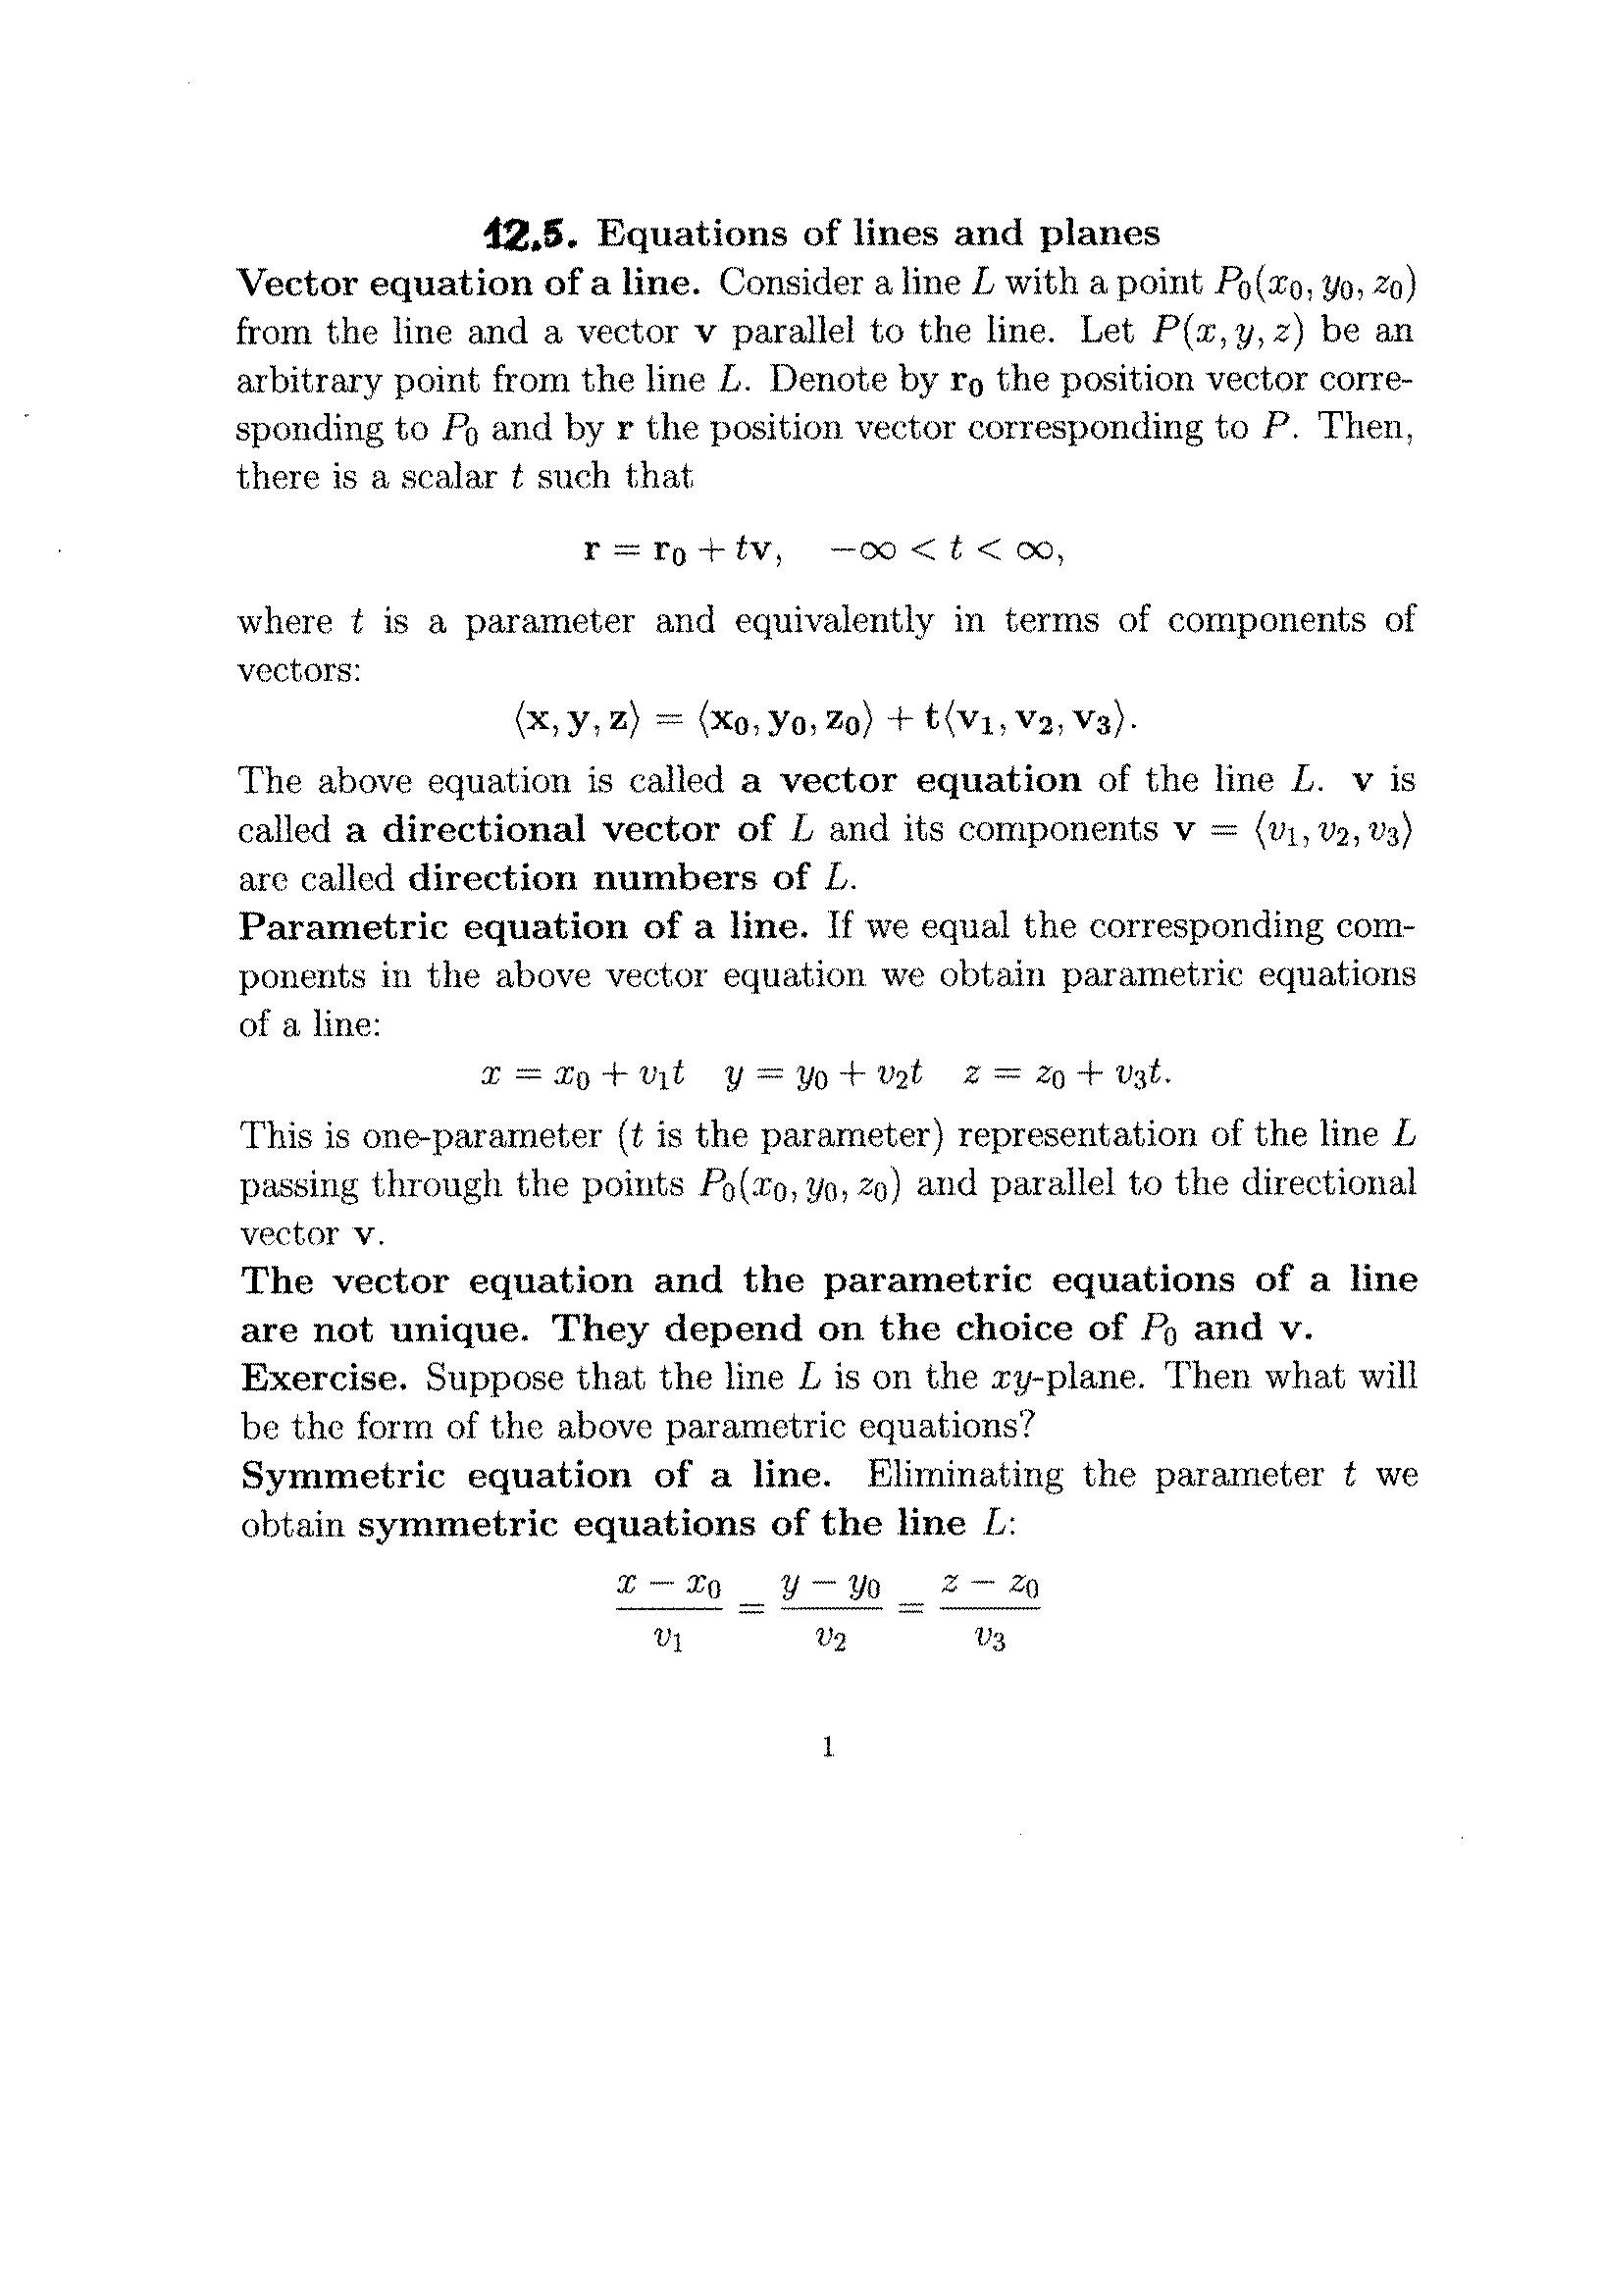 12.5. Equations of lines and planes
Vector equation of a line. Consider a line L with a point P₀(x₀, y₀, z₀)
from the line and a vector v parallel to the line. Let P(x, y, z) be an
arbitrary point from the line L. Denote by r₀ the position vector corre-
sponding to P₀ and by r the position vector corresponding to P. Then,
there is a scalar t such that
r = r₀ + tv, −∞ < t < ∞,
where t is a parameter and equivalently in terms of components of
vectors:
⟨x, y, z⟩ = ⟨x₀, y₀, z₀⟩ + t⟨v₁, v₂, v₃⟩.
The above equation is called a vector equation of the line L. v is
called a directional vector of L and its components v = ⟨v₁, v₂, v₃⟩
are called direction numbers of L.
Parametric equation of a line. If we equal the corresponding com-
ponents in the above vector equation we obtain parametric equations
of a line:
x = x₀ + v₁t y = y₀ + v₂t z = z₀ + v₃t.
This is one-parameter (t is the parameter) representation of the line L
passing through the points P₀(x₀, y₀, z₀) and parallel to the directional
vector v.
The vector equation and the parametric equations of a line
are not unique. They depend on the choice of P₀ and v.
Exercise. Suppose that the line L is on the xy-plane. Then what will
be the form of the above parametric equations?
Symmetric equation of a line. Eliminating the parameter t we
obtain symmetric equations of the line L:
(x − x₀)/v₁ = (y − y₀)/v₂ = (z − z₀)/v₃
1